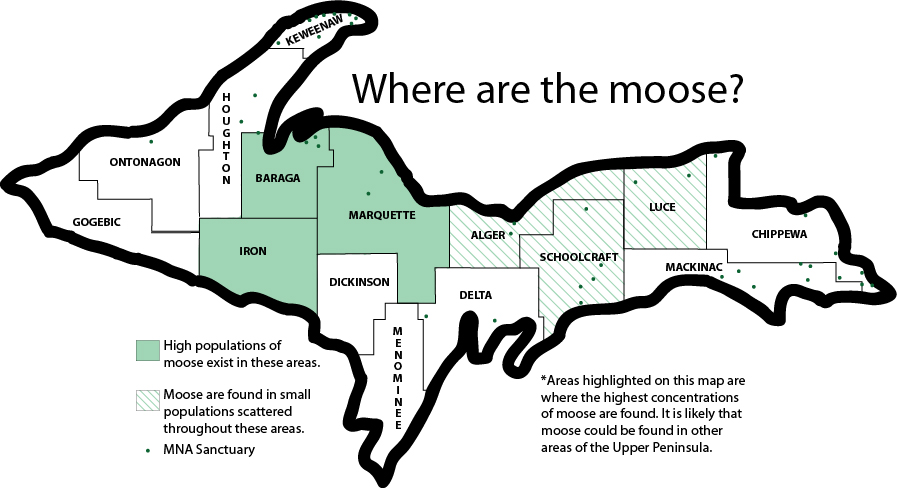 Where are the moose?
KEWEENAW
HOUGHTON
ONTONAGON
BARAGA
GOGEBIC
MARQUETTE
IRON
ALGER
LUCE
CHIPPEWA
SCHOOLCRAFT
MACKINAC
DICKINSON
DELTA
MENOMINEE
High populations of
moose exist in these areas.
Moose are found in small
populations scattered
throughout these areas.
MNA Sanctuary
*Areas highlighted on this map are
where the highest concentrations
of moose are found. It is likely that
moose could be found in other
areas of the Upper Peninsula.